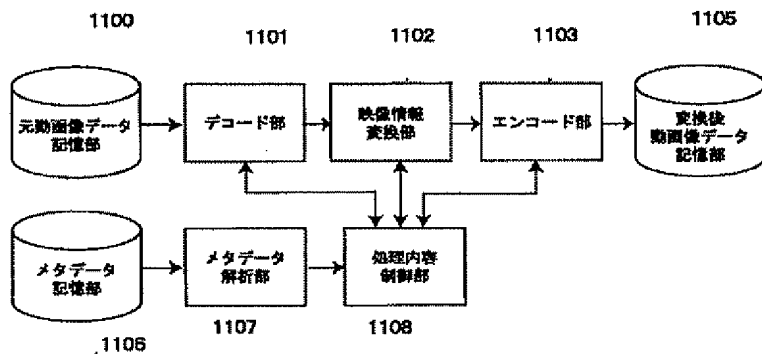 1100
1101
1102
1103
1105
元動画像データ
記憶部
デコード部
映像情報
変換部
エンコード部
変換後
動画像データ
記憶部
メタデータ
記憶部
メタデータ
解析部
処理内容
制御部
1106
1107
1108